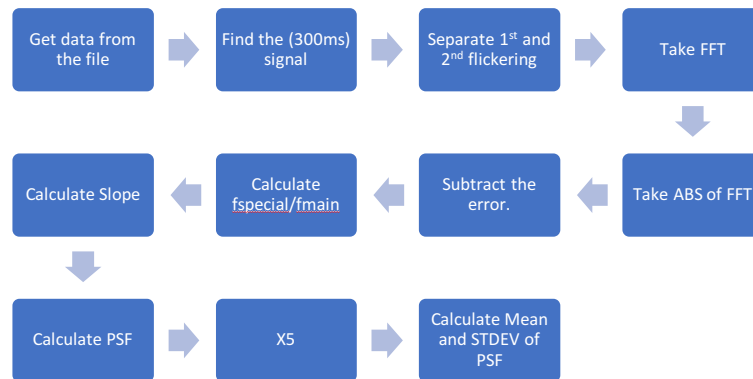 Get data from
the file
Find the (300ms)
signal
Separate 1st and
2nd flickering
Take FFT
Take ABS of FFT
Subtract the
error.
Calculate
fspecial/fmain
Calculate Slope
Calculate PSF
X5
Calculate Mean
and STDEV of
PSF